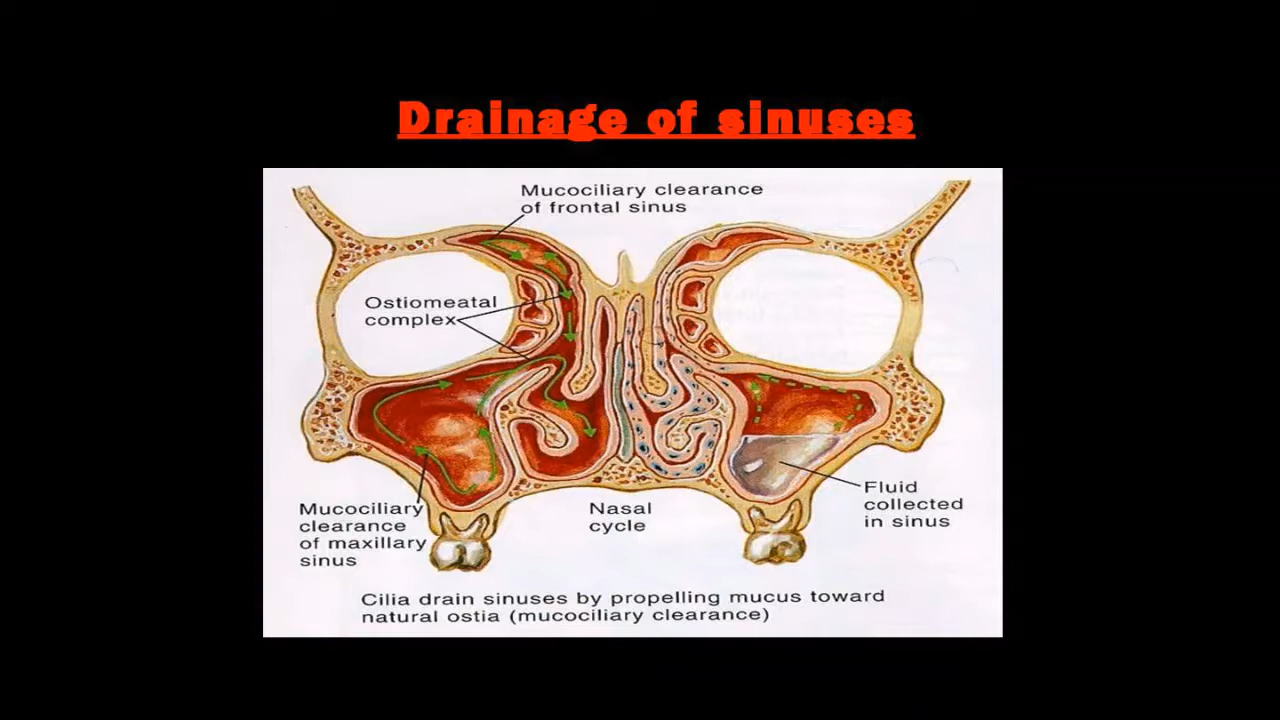 Drainage of sinuses
Mucociliary clearance
of frontal sinus
Ostiomeatal
complex
Mucociliary
clearance
of maxillary
sinus
Nasal
cycle
Fluid
collected
in sinus
Cilia drain sinuses by propelling mucus toward
natural ostia (mucociliary clearance)